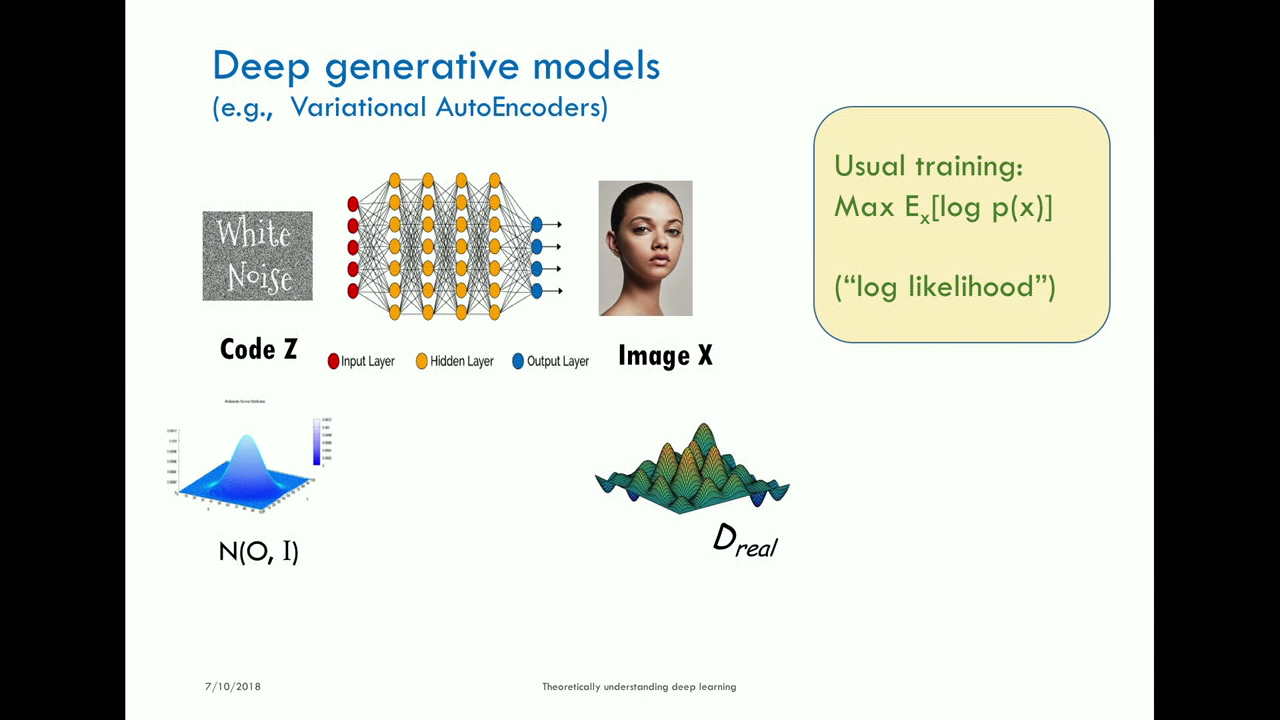 Deep generative models
(e.g., Variational AutoEncoders)
Usual training:
Max Ex[log p(x)]
(“log likelihood”)
White
Noise
Code Z
Input Layer
Hidden Layer
Output Layer
Image X
N(O, I)
Dreal
7/10/2018
Theoretically understanding deep learning